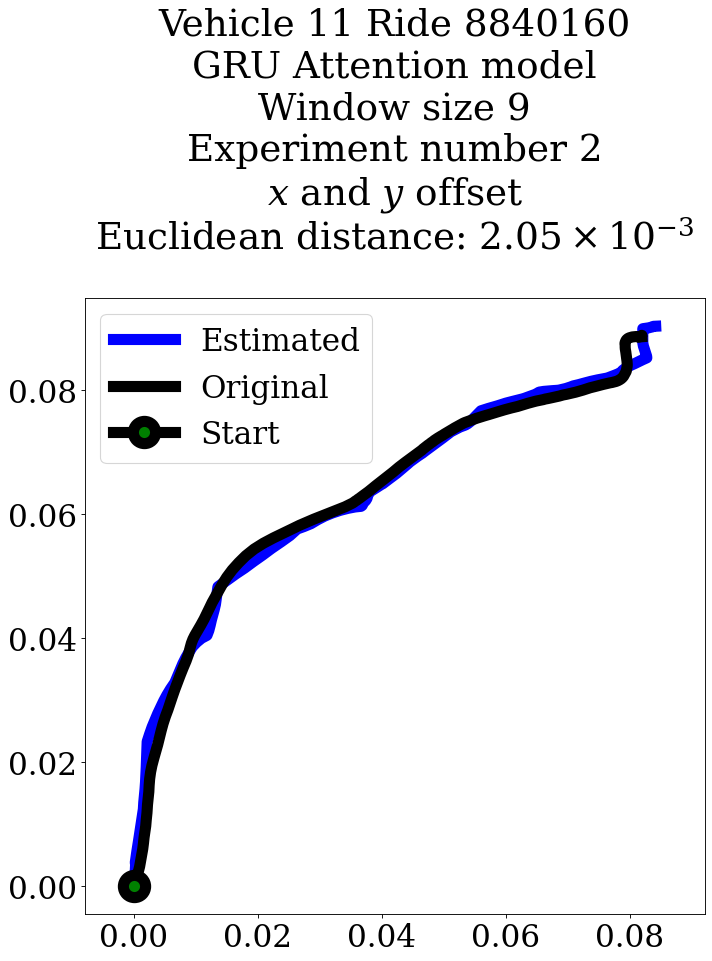 Vehicle 11 Ride 8840160
GRU Attention model
Window size 9
Experiment number 2
x and y offset
Euclidean distance: 2.05 × 10⁻³
Estimated
Original
Start
0.08
0.06
0.04
0.02
0.00
0.00 0.02 0.04 0.06 0.08